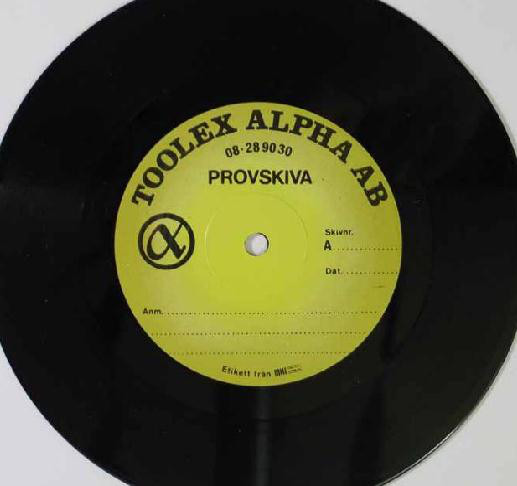 TOOLEX ALPHA AB
08-289030
PROVSKIVA
Skivnr.
A
Dat.
Anm.
Etikett från